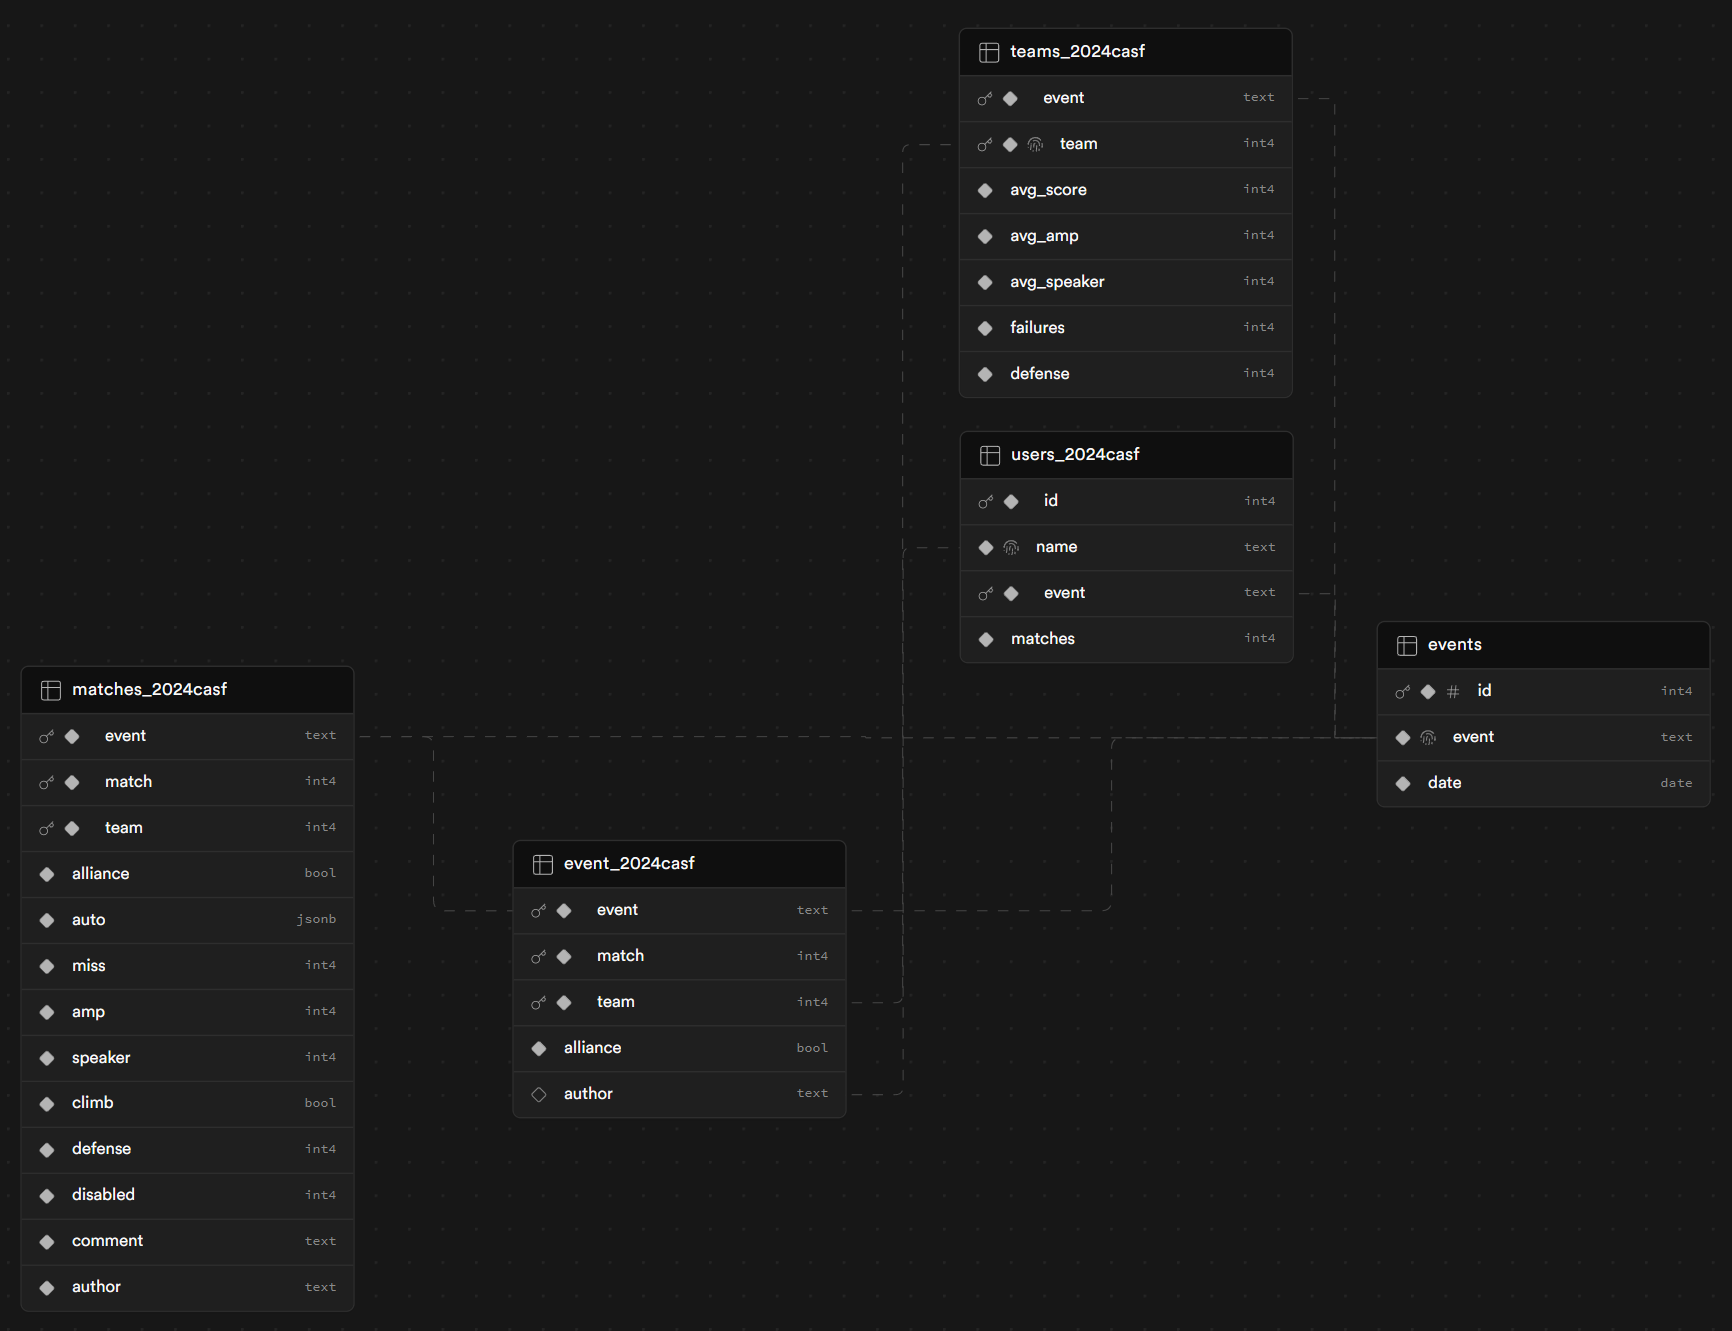 teams_2024casf
event text
team int4
avg_score int4
avg_amp int4
avg_speaker int4
failures int4
defense int4
users_2024casf
id int4
name text
event text
matches int4
events
# id int4
event text
date date
matches_2024casf
event text
match int4
team int4
alliance bool
auto jsonb
miss int4
amp int4
speaker int4
climb bool
defense int4
disabled int4
comment text
author text
event_2024casf
event text
match int4
team int4
alliance bool
author text